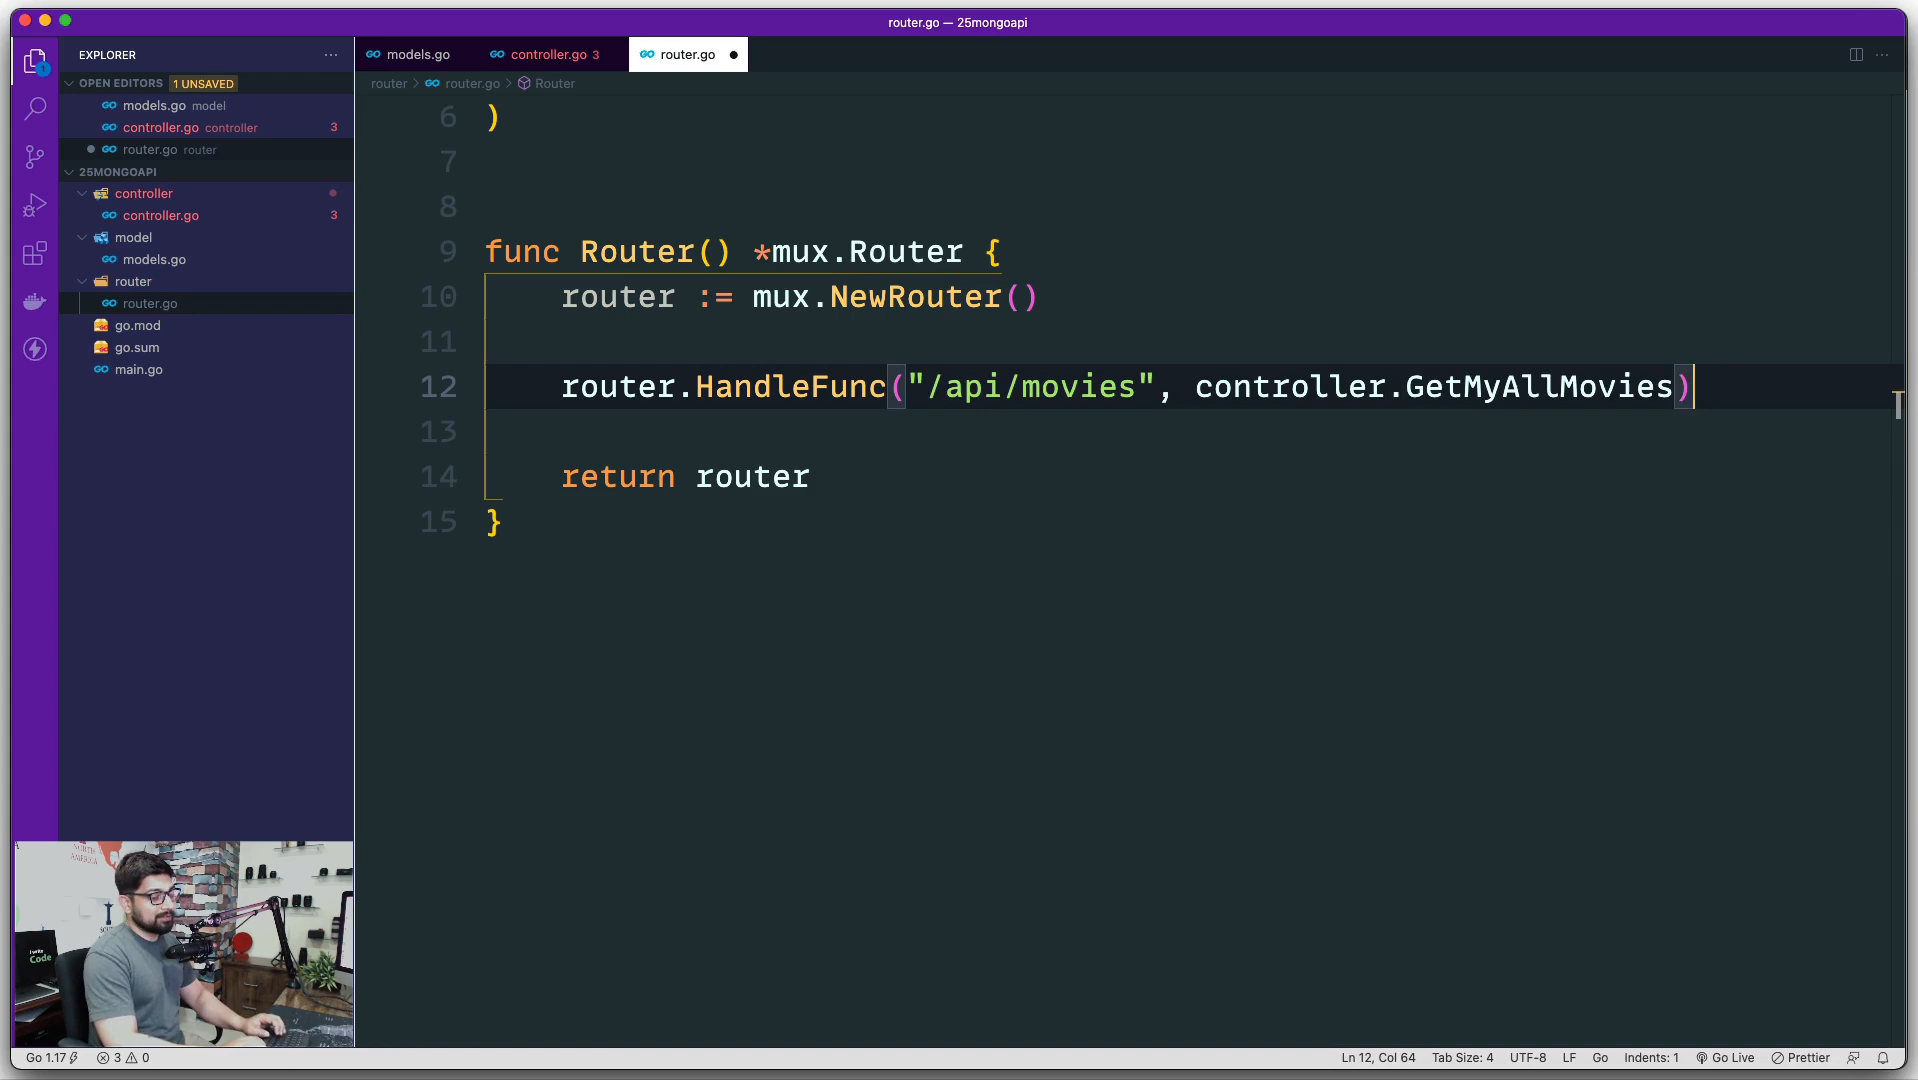 router.go — 25mongoapi
EXPLORER
models.go
controller.go 3
router.go
OPEN EDITORS 1 UNSAVED
router > router.go > Router
models.go model
controller.go controller 3
router.go router
25MONGOAPI
controller
controller.go 3
model
models.go
router
router.go
go.mod
go.sum
main.go
6 )
7
8
9 func Router() *mux.Router {
10 router := mux.NewRouter()
11
12 router.HandleFunc("/api/movies", controller.GetMyAllMovies)
13
14 return router
15 }
NORTH
AMERICA
I write
Code
Go 1.17 3 0
Ln 12, Col 64 Tab Size: 4 UTF-8 LF Go Indents: 1 Go Live Prettier